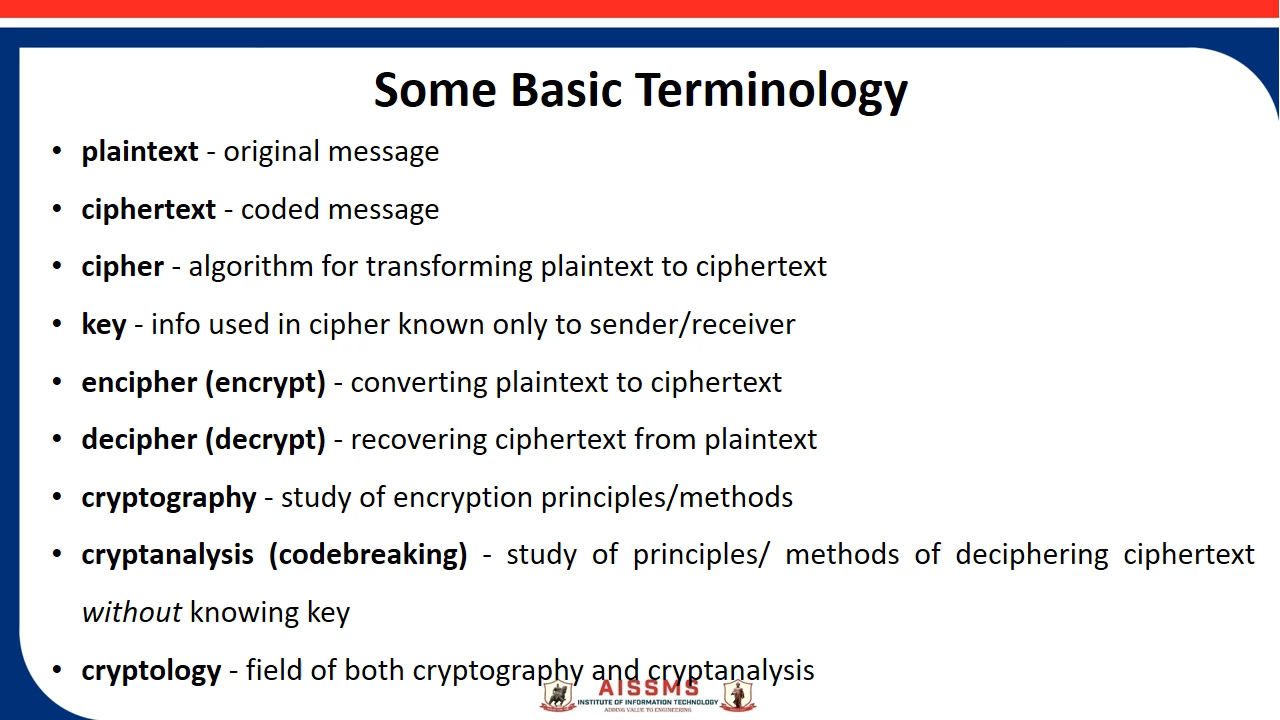 Some Basic Terminology
• plaintext - original message
• ciphertext - coded message
• cipher - algorithm for transforming plaintext to ciphertext
• key - info used in cipher known only to sender/receiver
• encipher (encrypt) - converting plaintext to ciphertext
• decipher (decrypt) - recovering ciphertext from plaintext
• cryptography - study of encryption principles/methods
• cryptanalysis (codebreaking) - study of principles/ methods of deciphering ciphertext
without knowing key
• cryptology - field of both cryptography and cryptanalysis
AISSMS
INSTITUTE OF INFORMATION TECHNOLOGY
ADDING VALUE TO ENGINEERING